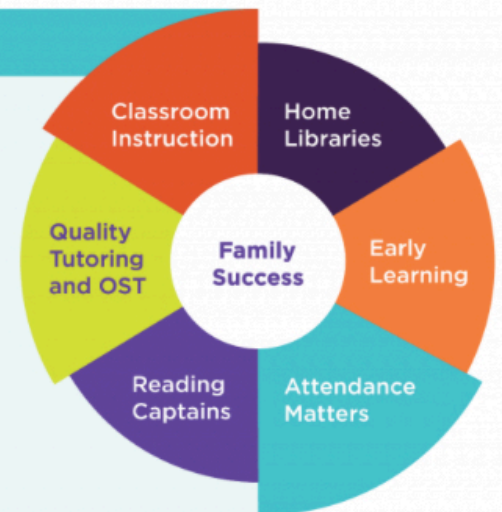 Classroom
Instruction
Home
Libraries
Early
Learning
Attendance
Matters
Reading
Captains
Quality
Tutoring
and OST
Family
Success